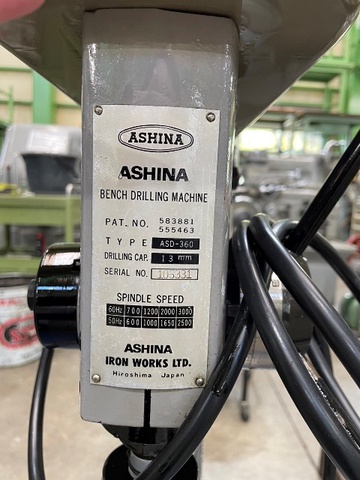 ASHINA
ASHINA
BENCH DRILLING MACHINE
PAT. NO. 583881
555463
TYPE ASD-360
DRILLING CAP. 13 mm
SERIAL NO. 105331
SPINDLE SPEED
60Hz 700 1200 2000 3000
50Hz 600 1000 1650 2500
ASHINA
IRON WORKS LTD.
Hiroshima Japan